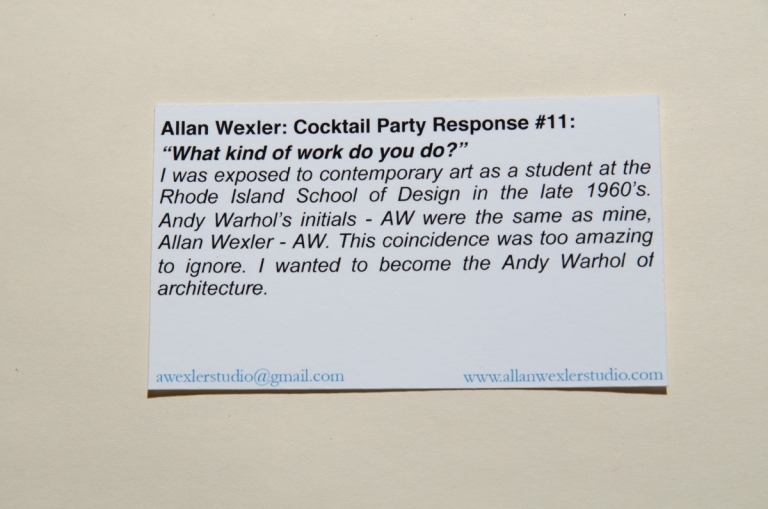 Allan Wexler: Cocktail Party Response #11:
“What kind of work do you do?”
I was exposed to contemporary art as a student at the
Rhode Island School of Design in the late 1960’s.
Andy Warhol’s initials - AW were the same as mine,
Allan Wexler - AW. This coincidence was too amazing
to ignore. I wanted to become the Andy Warhol of
architecture.
awexlerstudio@gmail.com www.allanwexlerstudio.com